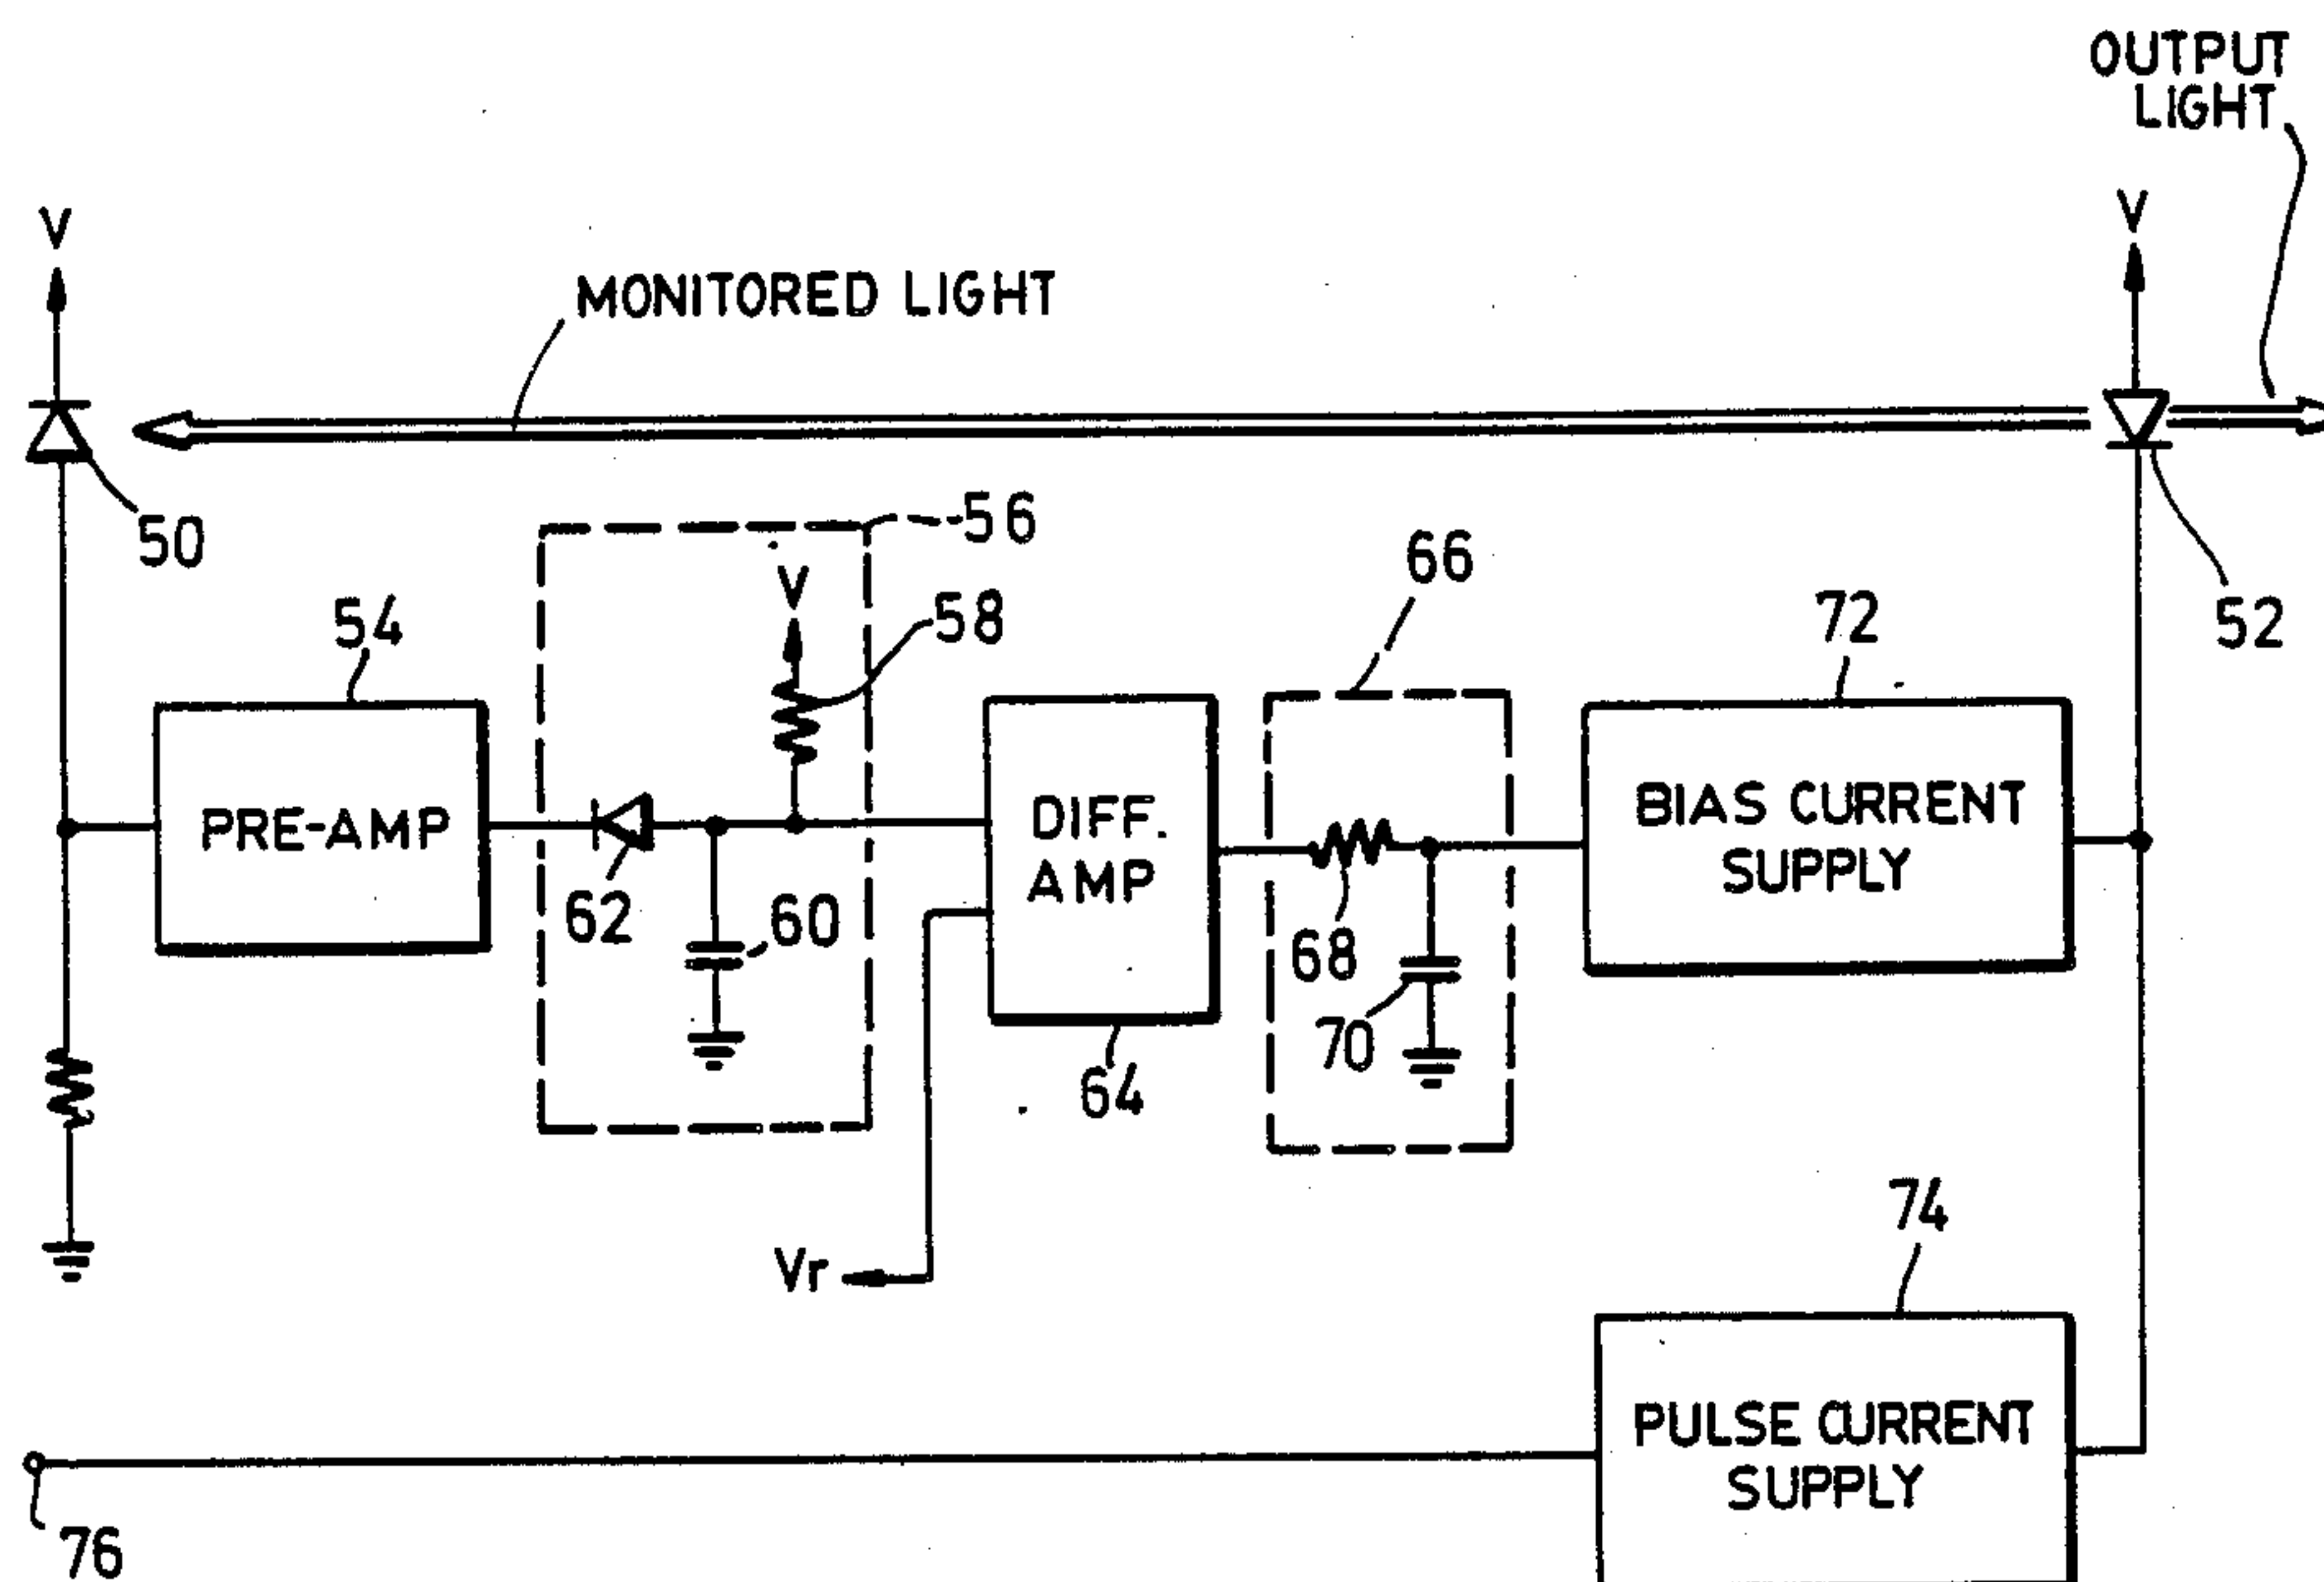 OUTPUT
LIGHT
V
V
MONITORED LIGHT
50
56
66
V
58
54
72
52
PRE-AMP
DIFF.
AMP
BIAS CURRENT
SUPPLY
62
60
68
70
64
74
Vr
PULSE CURRENT
SUPPLY
76